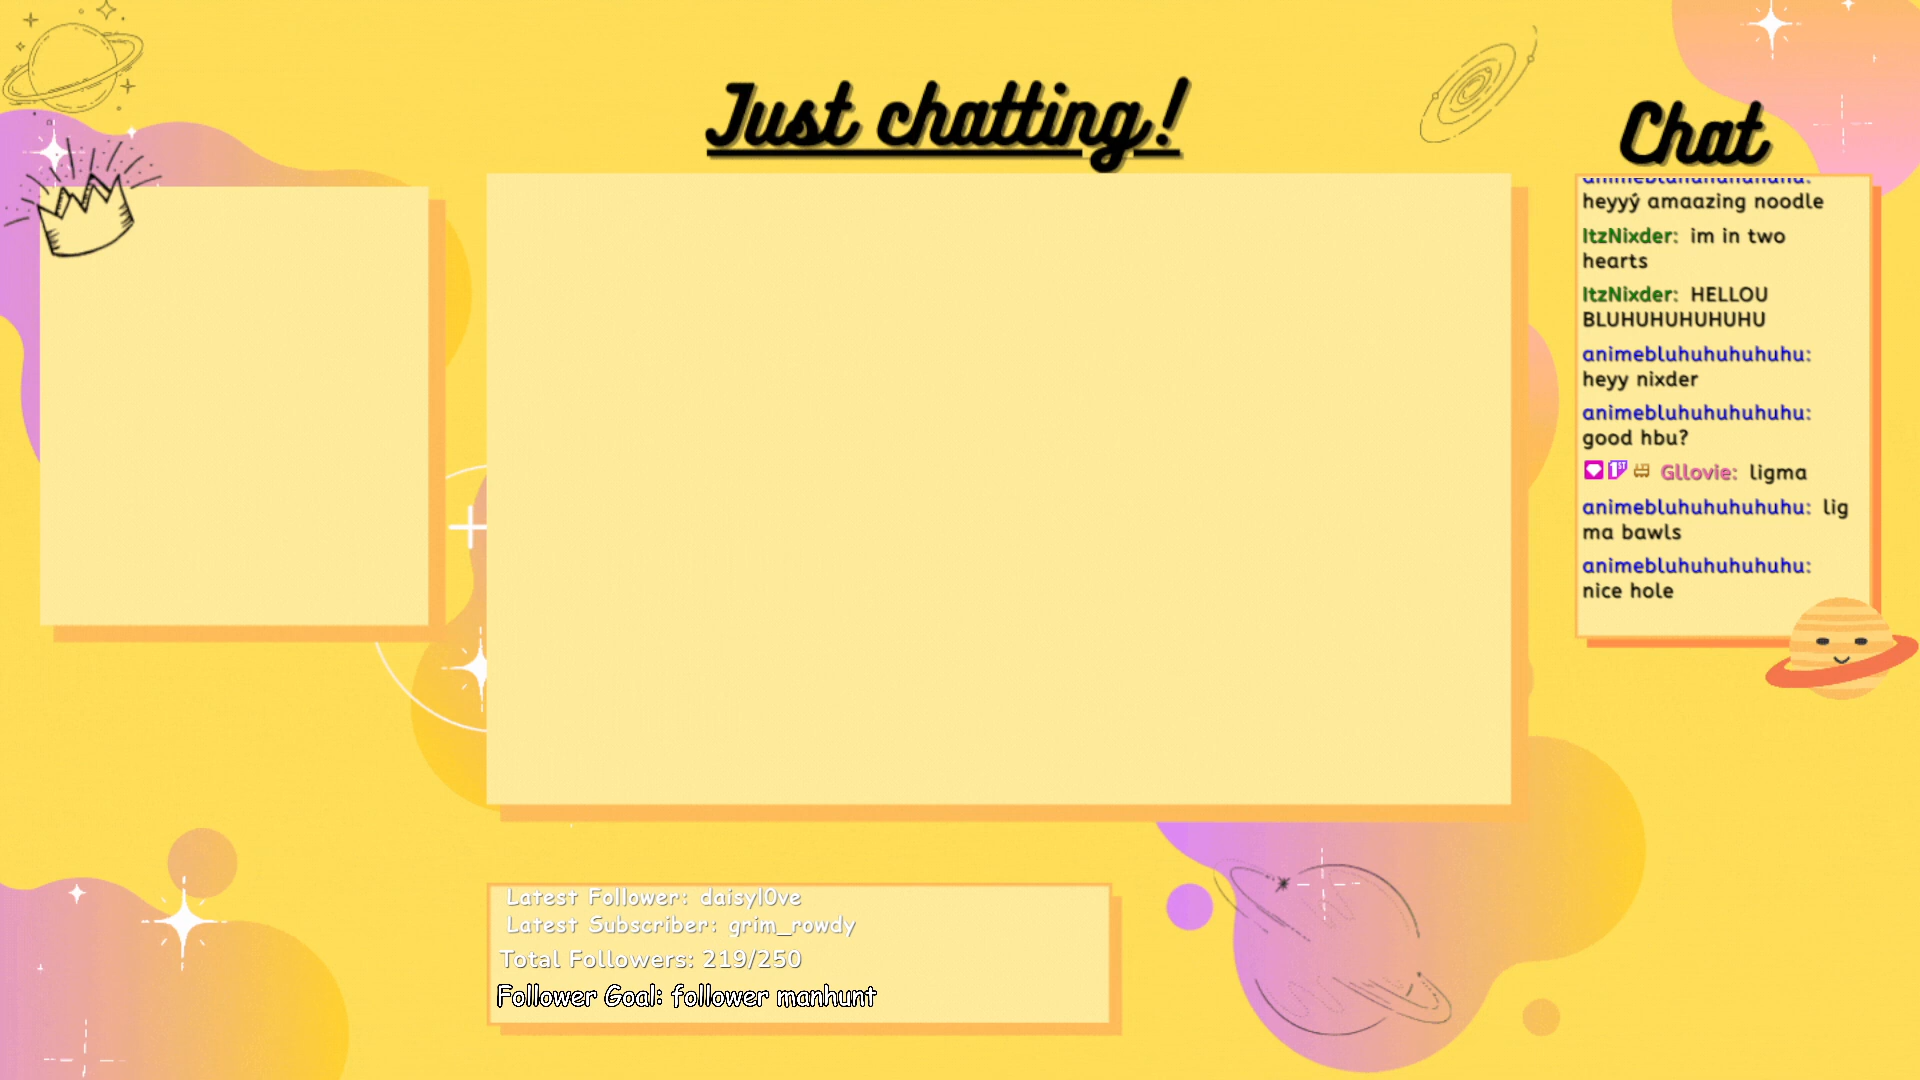 Just chatting!
Chat
animebluhuhuhuhuhu:
heyyý amaazing noodle
ItzNixder: im in two
hearts
ItzNixder: HELLOU
BLUHUHUHUHUHU
animebluhuhuhuhuhu:
heyy nixder
animebluhuhuhuhuhu:
good hbu?
1ST Gllovie: ligma
animebluhuhuhuhuhu: lig
ma bawls
animebluhuhuhuhuhu:
nice hole
Latest Follower: daisyl0ve
Latest Subscriber: grim_rowdy
Total Followers: 219/250
Follower Goal: follower manhunt